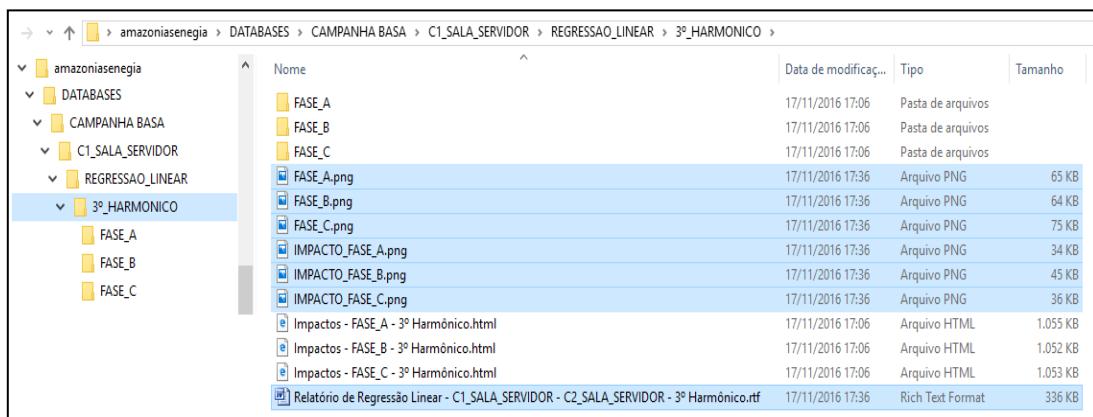 amazoniasenegia > DATABASES > CAMPANHA BASA > C1_SALA_SERVIDOR > REGRESSAO_LINEAR > 3º_HARMONICO >
amazoniasenegia
DATABASES
CAMPANHA BASA
C1_SALA_SERVIDOR
REGRESSAO_LINEAR
3º_HARMONICO
FASE_A
FASE_B
FASE_C
Nome Data de modificaç... Tipo Tamanho
FASE_A 17/11/2016 17:06 Pasta de arquivos
FASE_B 17/11/2016 17:06 Pasta de arquivos
FASE_C 17/11/2016 17:06 Pasta de arquivos
FASE_A.png 17/11/2016 17:36 Arquivo PNG 65 KB
FASE_B.png 17/11/2016 17:36 Arquivo PNG 64 KB
FASE_C.png 17/11/2016 17:36 Arquivo PNG 75 KB
IMPACTO_FASE_A.png 17/11/2016 17:36 Arquivo PNG 34 KB
IMPACTO_FASE_B.png 17/11/2016 17:36 Arquivo PNG 45 KB
IMPACTO_FASE_C.png 17/11/2016 17:36 Arquivo PNG 36 KB
Impactos - FASE_A - 3º Harmônico.html 17/11/2016 17:06 Arquivo HTML 1.055 KB
Impactos - FASE_B - 3º Harmônico.html 17/11/2016 17:06 Arquivo HTML 1.052 KB
Impactos - FASE_C - 3º Harmônico.html 17/11/2016 17:06 Arquivo HTML 1.053 KB
Relatório de Regressão Linear - C1_SALA_SERVIDOR - C2_SALA_SERVIDOR - 3º Harmônico.rtf 17/11/2016 17:36 Rich Text Format 336 KB